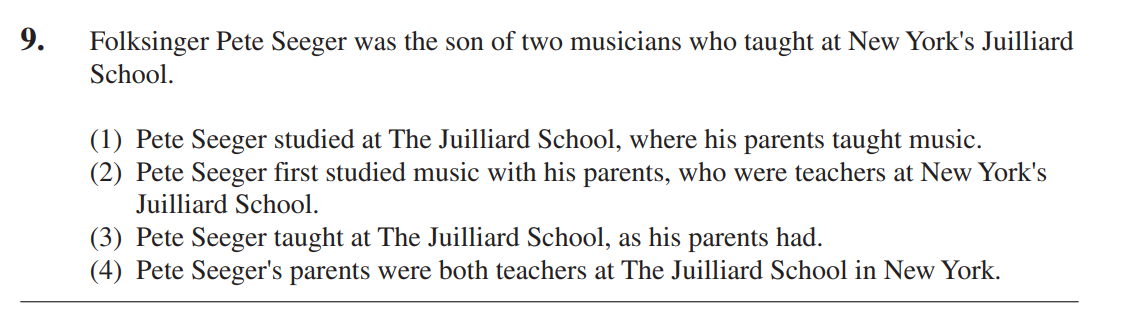 9. Folksinger Pete Seeger was the son of two musicians who taught at New York's Juilliard
School.
(1) Pete Seeger studied at The Juilliard School, where his parents taught music.
(2) Pete Seeger first studied music with his parents, who were teachers at New York's
Juilliard School.
(3) Pete Seeger taught at The Juilliard School, as his parents had.
(4) Pete Seeger's parents were both teachers at The Juilliard School in New York.